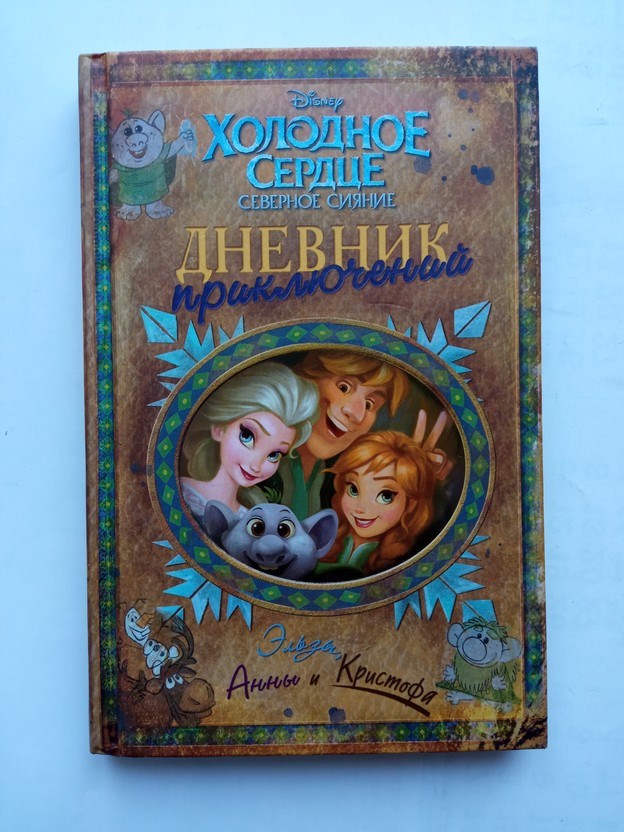 Disney
ХОЛОДНОЕ
СЕРДЦЕ
СЕВЕРНОЕ СИЯНИЕ
ДНЕВНИК
приключений
Эльзы,
Анны и Кристофа